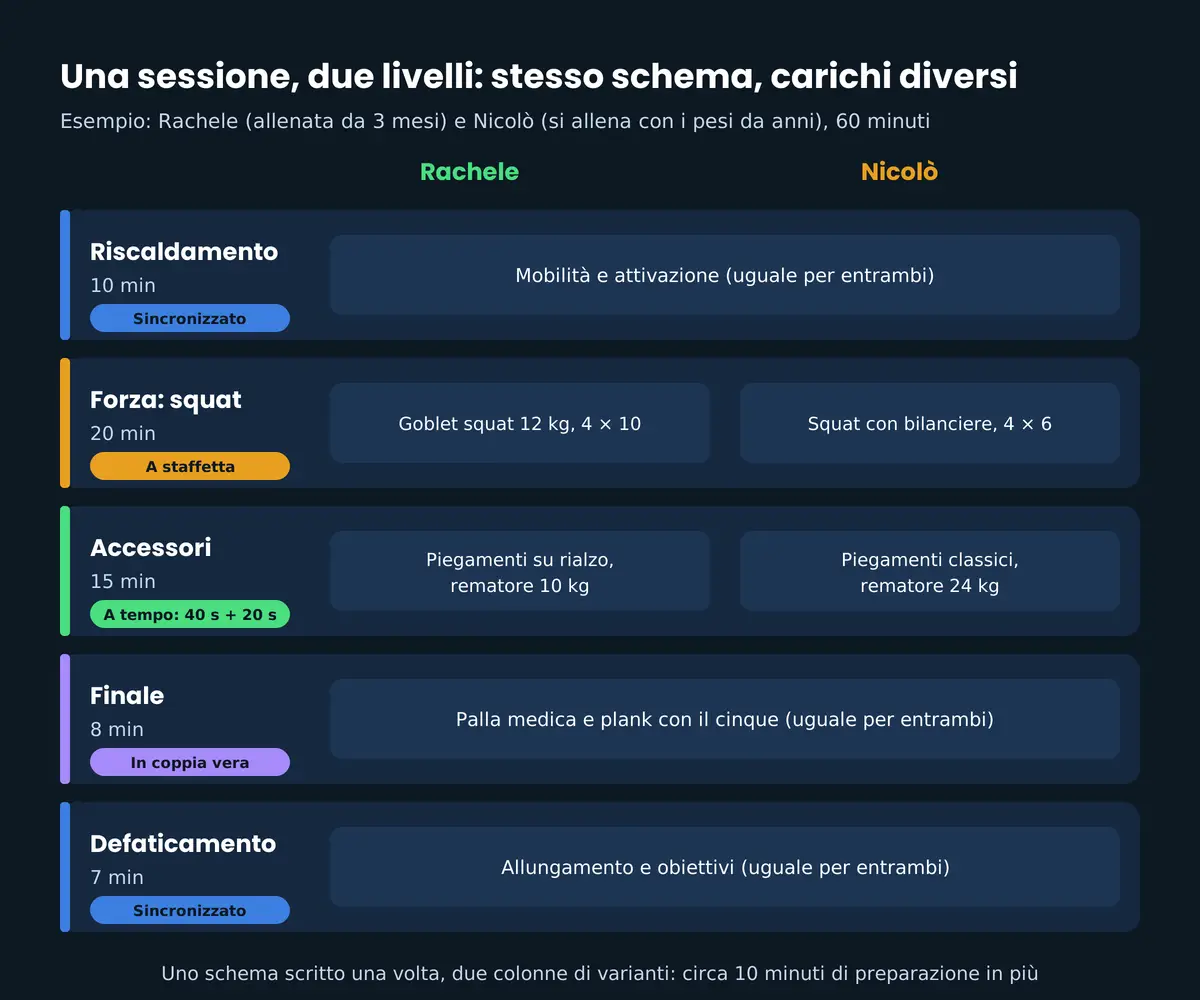 Una sessione, due livelli: stesso schema, carichi diversi
Esempio: Rachele (allenata da 3 mesi) e Nicolò (si allena con i pesi da anni), 60 minuti
Rachele
Nicolò
Riscaldamento
10 min
Sincronizzato
Mobilità e attivazione (uguale per entrambi)
Forza: squat
20 min
A staffetta
Goblet squat 12 kg, 4 × 10
Squat con bilanciere, 4 × 6
Accessori
15 min
A tempo: 40 s + 20 s
Piegamenti su rialzo,
rematore 10 kg
Piegamenti classici,
rematore 24 kg
Finale
8 min
In coppia vera
Palla medica e plank con il cinque (uguale per entrambi)
Defaticamento
7 min
Sincronizzato
Allungamento e obiettivi (uguale per entrambi)
Uno schema scritto una volta, due colonne di varianti: circa 10 minuti di preparazione in più